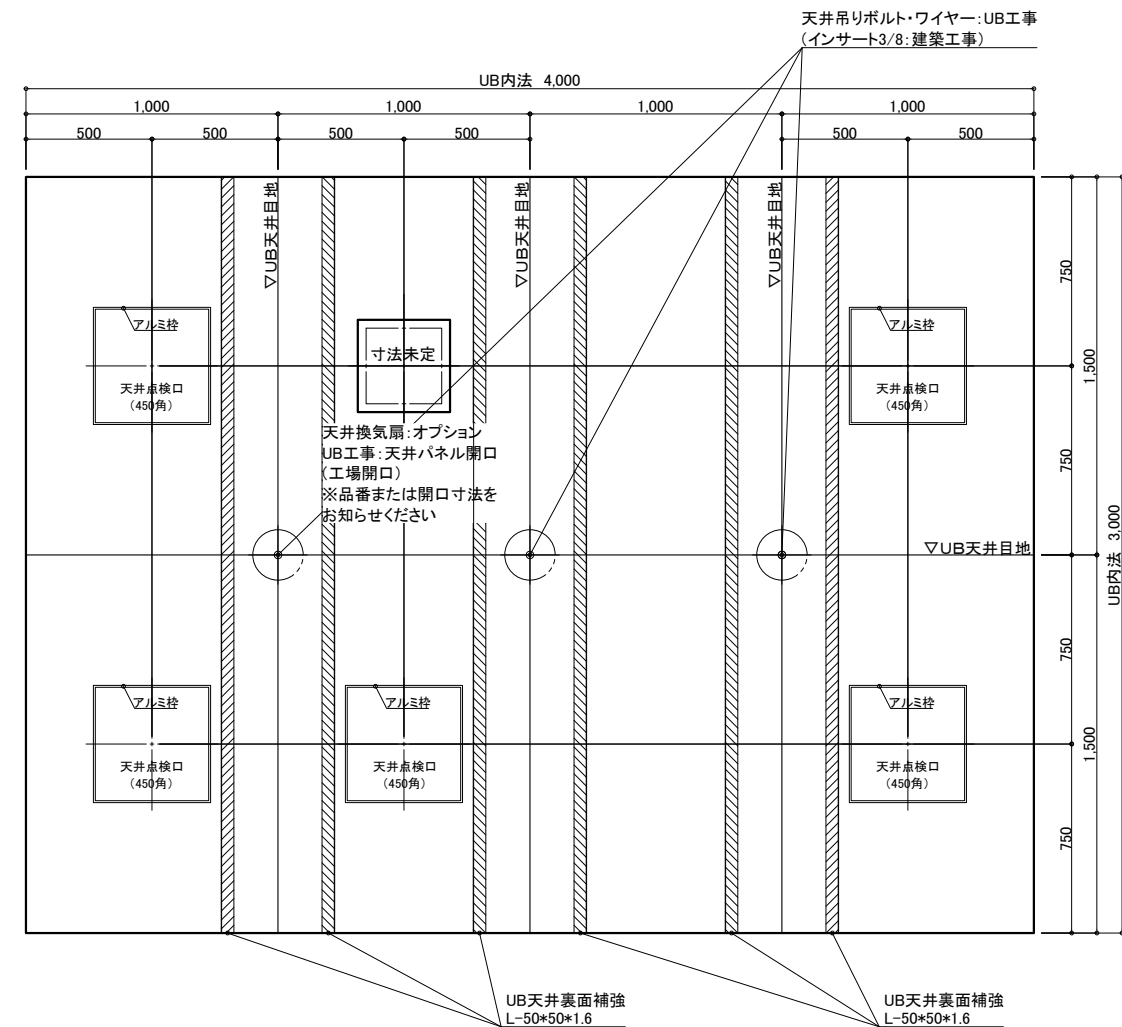 天井吊りボルト・ワイヤー：UB工事
(インサート3/8：建築工事)
UB内法 4,000
1,000
1,000
1,000
1,000
500
500
500
500
500
500
▽UB天井目地
▽UB天井目地
▽UB天井目地
アルミ枠
天井点検口
(450角)
寸法未定
アルミ枠
天井点検口
(450角)
天井換気扇：オプション
UB工事：天井パネル開口
(工場開口)
※品番または開口寸法を
お知らせください
▽UB天井目地
750
750
1,500
UB内法 3,000
750
750
1,500
アルミ枠
天井点検口
(450角)
アルミ枠
天井点検口
(450角)
アルミ枠
天井点検口
(450角)
UB天井裏面補強
L-50*50*1.6
UB天井裏面補強
L-50*50*1.6